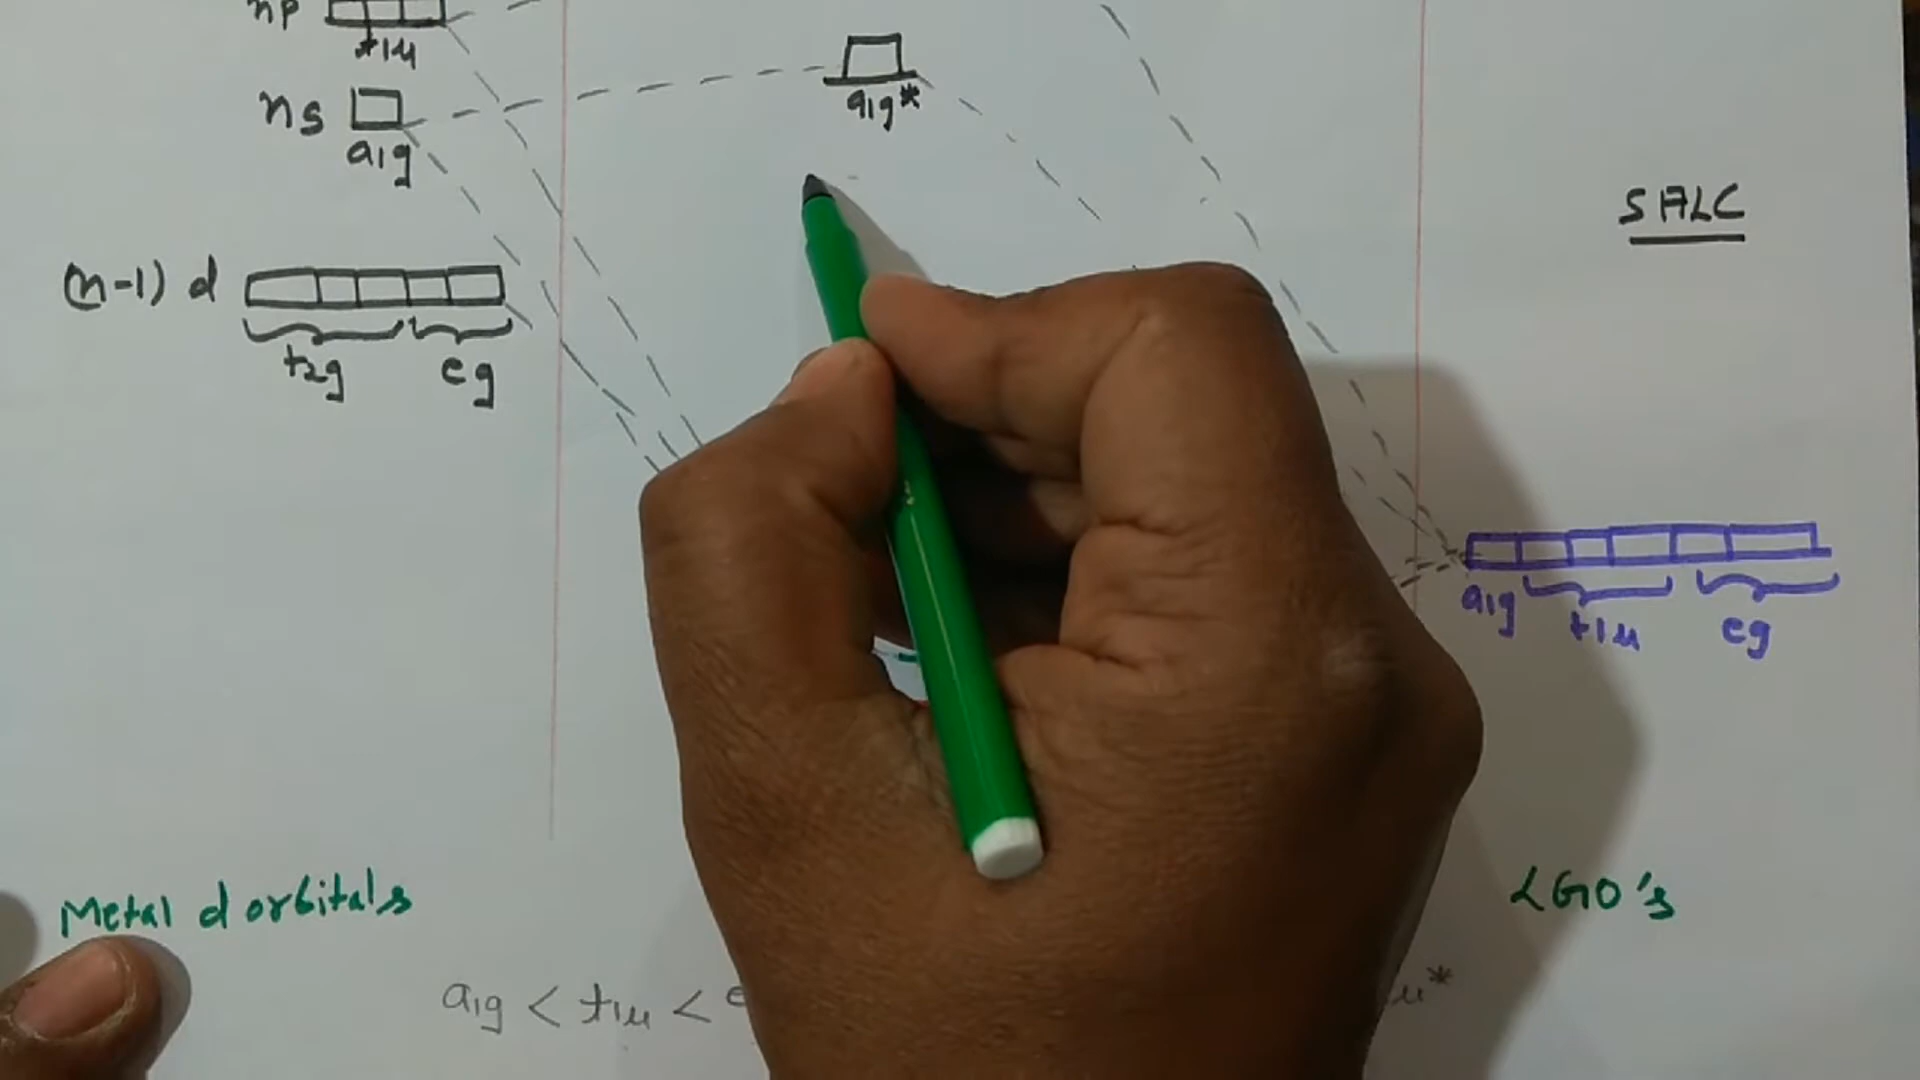 np
t1u
a1g*
ns
a1g
SALC
(n-1) d
t2g eg
a1g t1u eg
Metal d orbitals
LGO's
a1g < t1u < e
u*